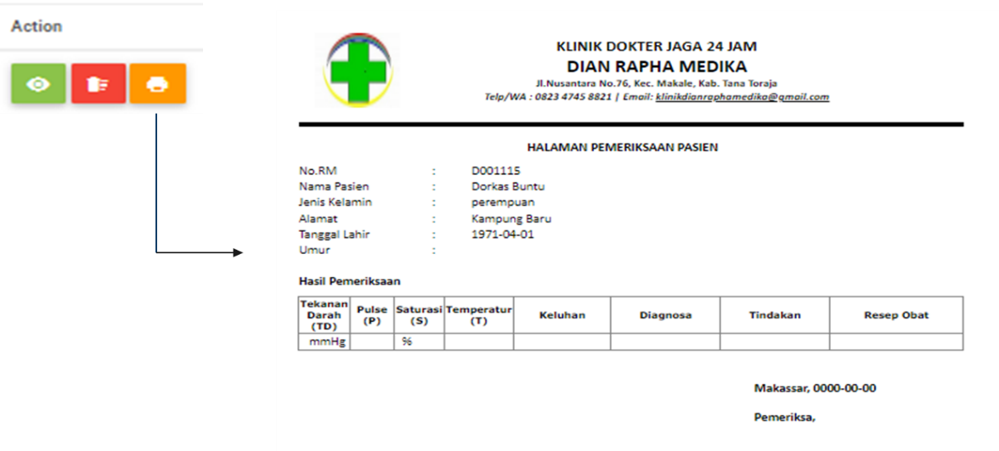 Action
KLINIK DOKTER JAGA 24 JAM
DIAN RAPHA MEDIKA
Jl.Nusantara No.76, Kec. Makale, Kab. Tana Toraja
Telp/WA : 0823 4745 8821 | Email: klinikdianraphamedika@gmail.com
HALAMAN PEMERIKSAAN PASIEN
No.RM : D001115
Nama Pasien : Dorkas Buntu
Jenis Kelamin : perempuan
Alamat : Kampung Baru
Tanggal Lahir : 1971-04-01
Umur :
Hasil Pemeriksaan
Tekanan Darah (TD) Pulse (P) Saturasi (S) Temperatur (T) Keluhan Diagnosa Tindakan Resep Obat
mmHg %
Makassar, 0000-00-00
Pemeriksa,